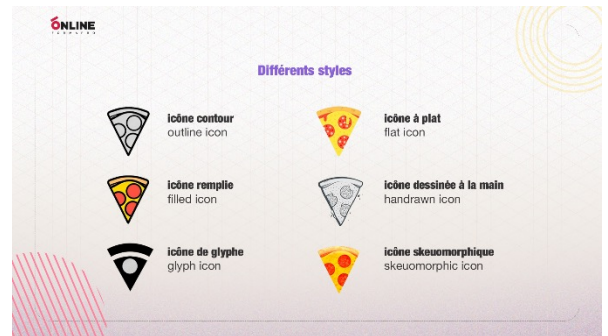 ONLINE
Différents styles
icône contour
outline icon
icône remplie
filled icon
icône de glyphe
glyph icon
icône à plat
flat icon
icône dessinée à la main
handrawn icon
icône skeuomorphique
skeuomorphic icon